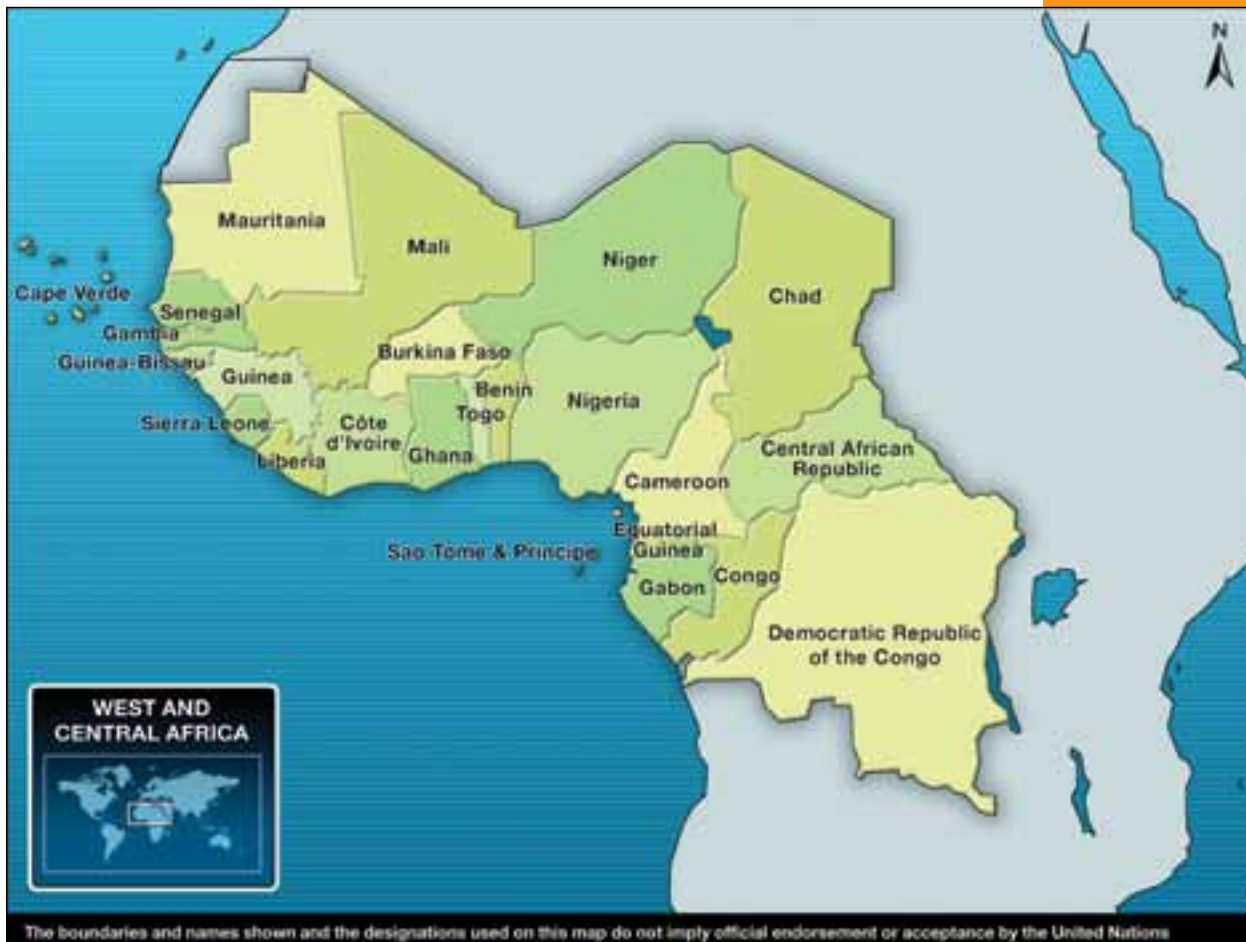 N
Mauritania
Mali
Niger
Chad
Cape Verde
Senegal
Gambia
Guinea-Bissau
Guinea
Burkina Faso
Benin
Togo
Nigeria
Sierra Leone
Liberia
Côte
d'Ivoire
Ghana
Central African
Republic
Cameroon
Equatorial
Guinea
Sao Tome & Principe
Gabon
Congo
Democratic Republic
of the Congo
WEST AND
CENTRAL AFRICA
The boundaries and names shown and the designations used on this map do not imply official endorsement or acceptance by the United Nations